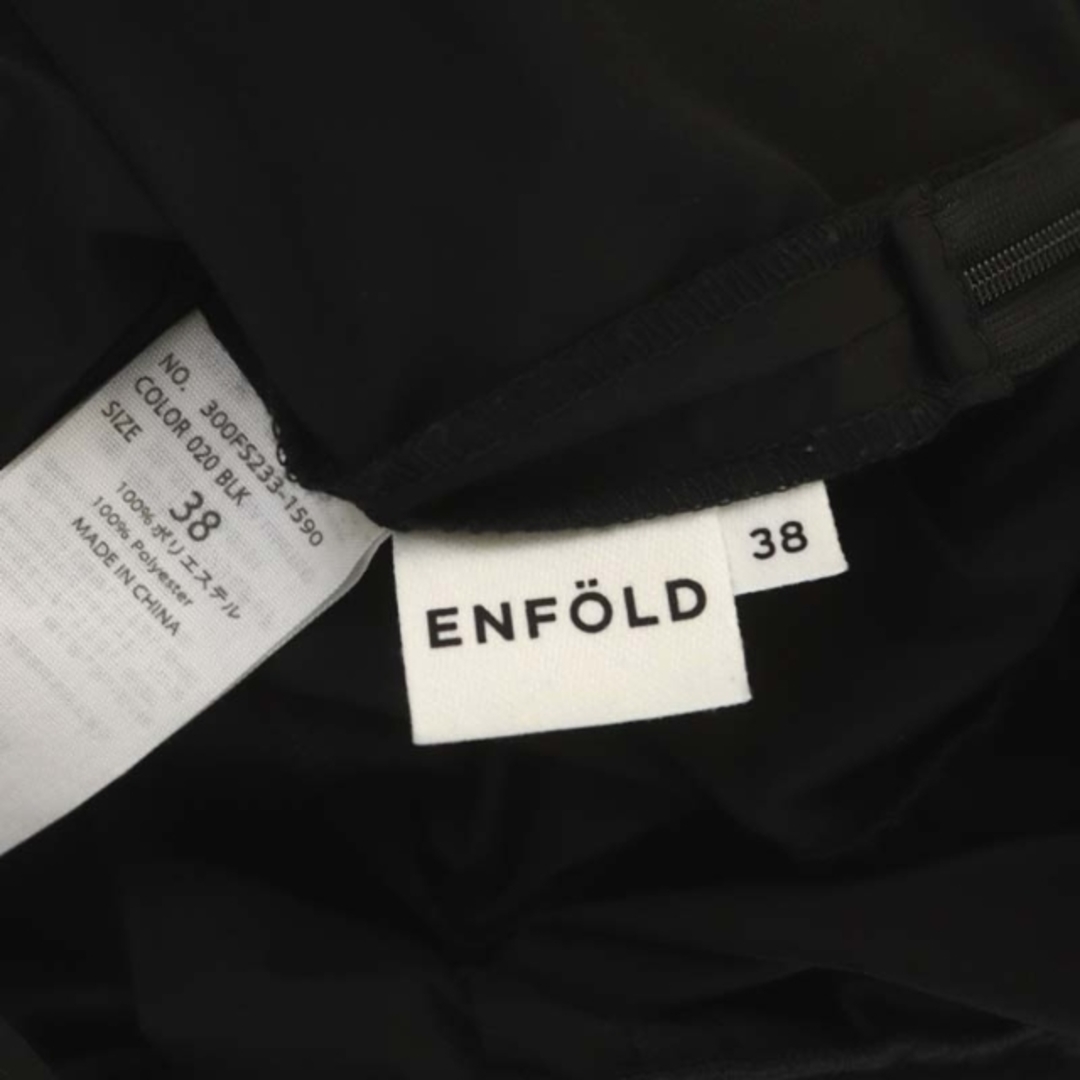 NO. 300FS233-1590
COLOR 020 BLK
SIZE
38
100% ポリエステル
100% Polyester
MADE IN CHINA
ENFÖLD
38